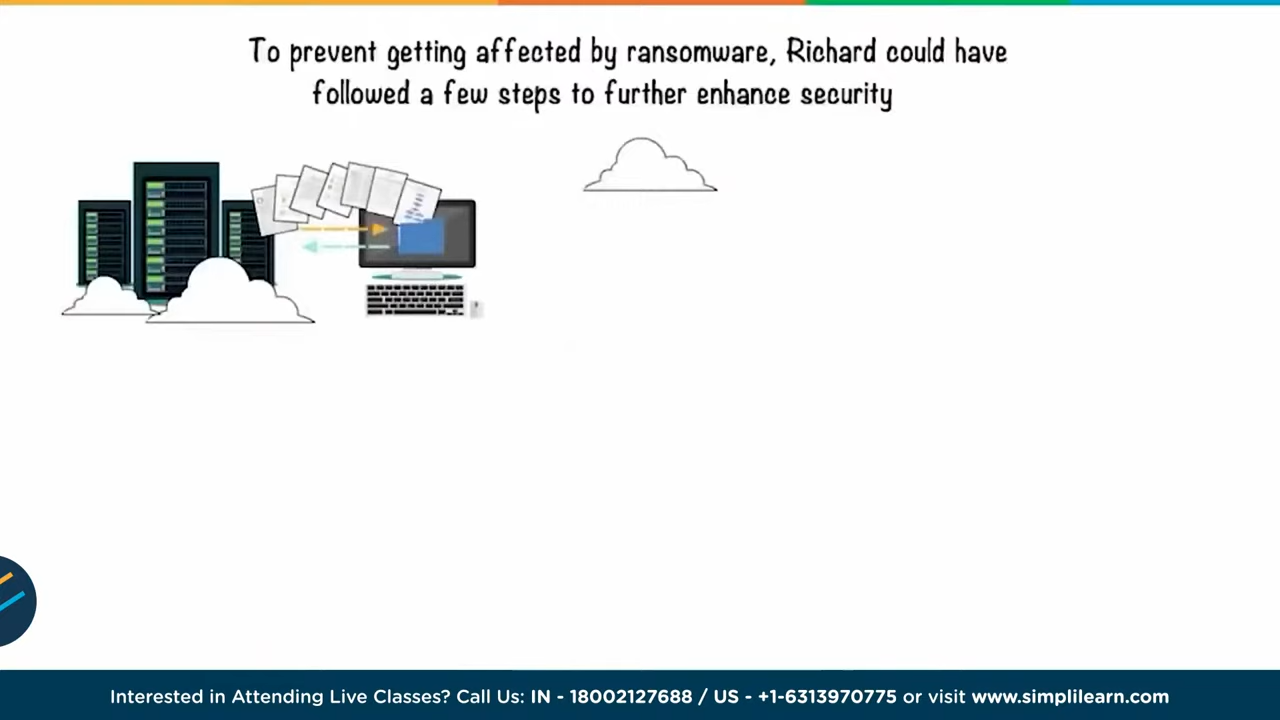 To prevent getting affected by ransomware, Richard could have
followed a few steps to further enhance security
Interested in Attending Live Classes? Call Us: IN - 18002127688 / US - +1-6313970775 or visit www.simplilearn.com